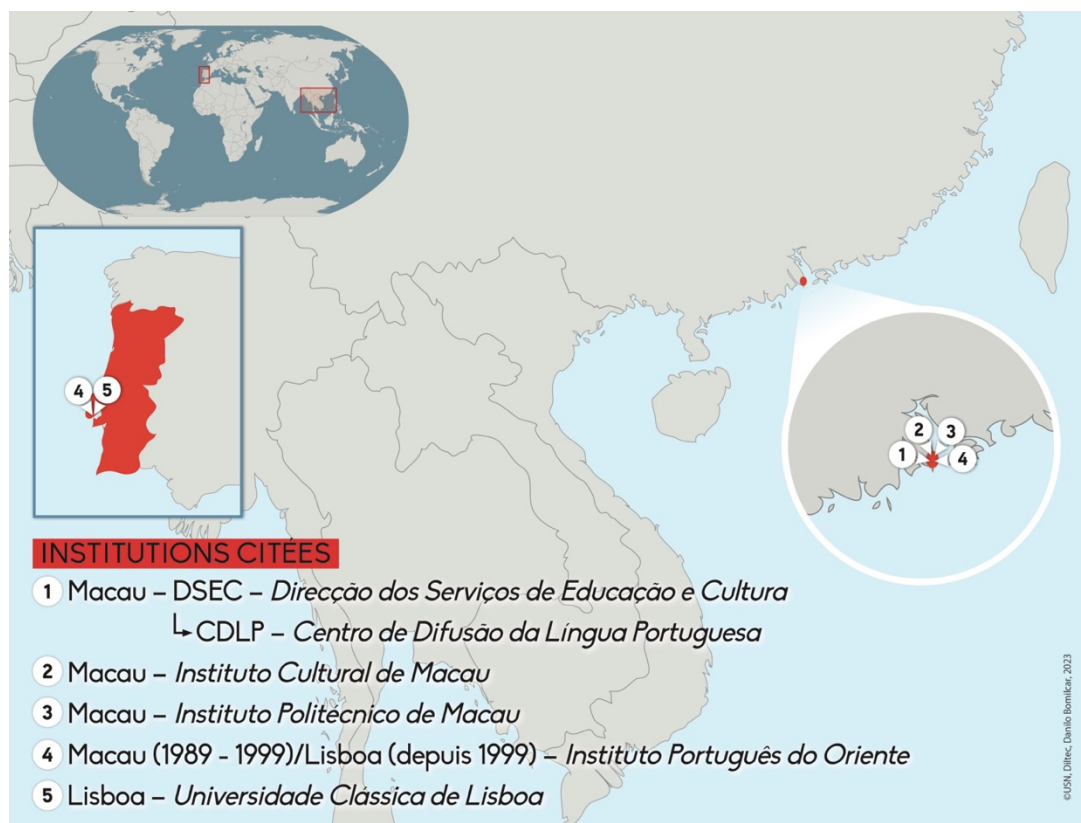 4 5
2 3
1 4
INSTITUTIONS CITÉES
1 Macau – DSEC – Direcção dos Serviços de Educação e Cultura
CDLP – Centro de Difusão da Língua Portuguesa
2 Macau – Instituto Cultural de Macau
3 Macau – Instituto Politécnico de Macau
4 Macau (1989 - 1999)/Lisboa (depuis 1999) – Instituto Português do Oriente
5 Lisboa – Universidade Clássica de Lisboa
©USN, Diltec, Danilo Bomilcar, 2023